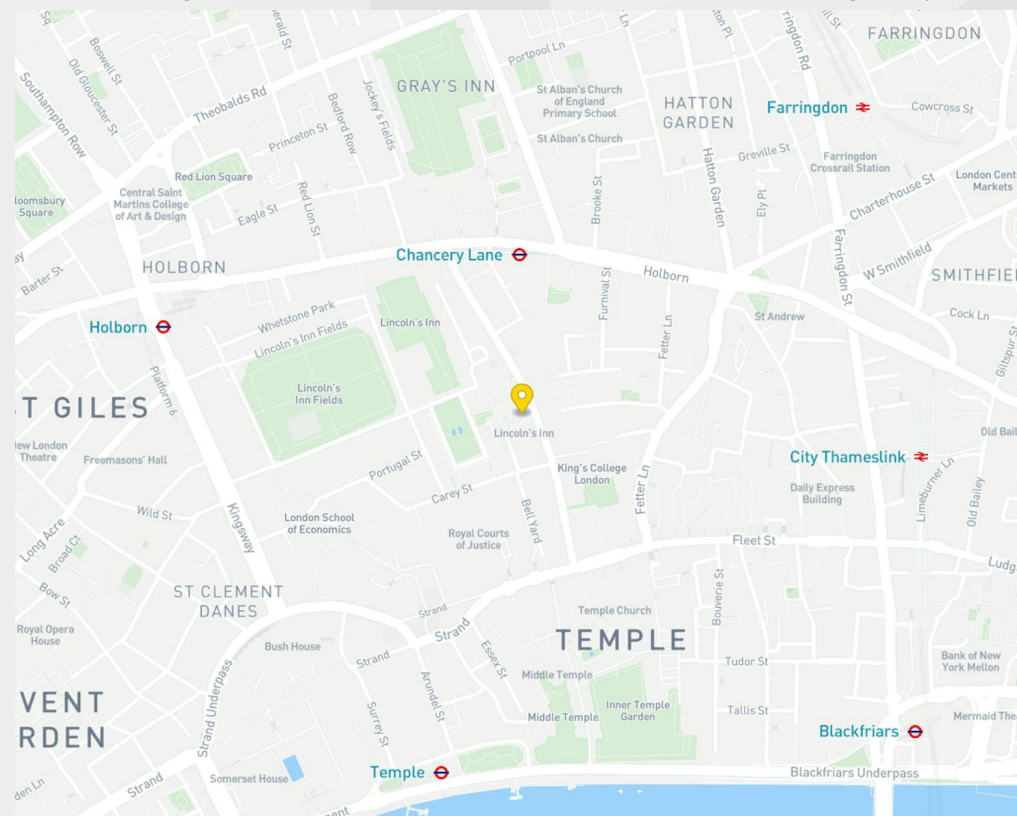 FARRINGDON
Boswell St
Old Gloucester St
Southampton Row
Theobalds Rd
Princeton St
Bedford Row
Jockey's Fields
GRAY'S INN
Portpool Ln
St Alban's Church
of England
Primary School
St Alban's Church
HATTON
GARDEN
Farringdon
Cowcross St
Greville St
Farringdon
Crossrail Station
London Cent
Markets
Charterhouse St
Hatton Garden
Ely Pl
Brooke St
Red Lion Square
Central Saint
Martins College
of Art & Design
loomsbury
Square
Eagle St
Red Lion St
Chancery Lane
HOLBORN
Barter St
Holborn
Farringdon St
W Smithfield
SMITHFIEL
Cock Ln
Giltspur S
St Andrew
Furnival St
Fetter Ln
Holborn
Whetstone Park
Lincoln's Inn Fields
Lincoln's Inn
Platform 6
Lincoln's
Inn Fields
T GILES
Lincoln's Inn
Old Bail
ew London
Theatre
Freemasons' Hall
Portugal St
Carey St
King's College
London
Fetter Ln
City Thameslink
Daily Express
Building
Limeburner Ln
Old Bailey
Wild St
Kingsway
London School
of Economics
Bell Yard
Royal Courts
of Justice
Fleet St
Ludg
Long Acre
Broad Ct
Bow St
ST CLEMENT
DANES
Strand
Strand
Temple Church
TEMPLE
Bouverie St
Royal Opera
House
Bush House
Strand
Essex St
Middle Temple
Tudor St
Bank of New
York Mellon
VENT
RDEN
Strand Underpass
Surrey St
Arundel St
Middle Temple
Inner Temple
Garden
Tallis St
Mermaid The
Blackfriars
Somerset House
Temple
Blackfriars Underpass
den Ln
Strand